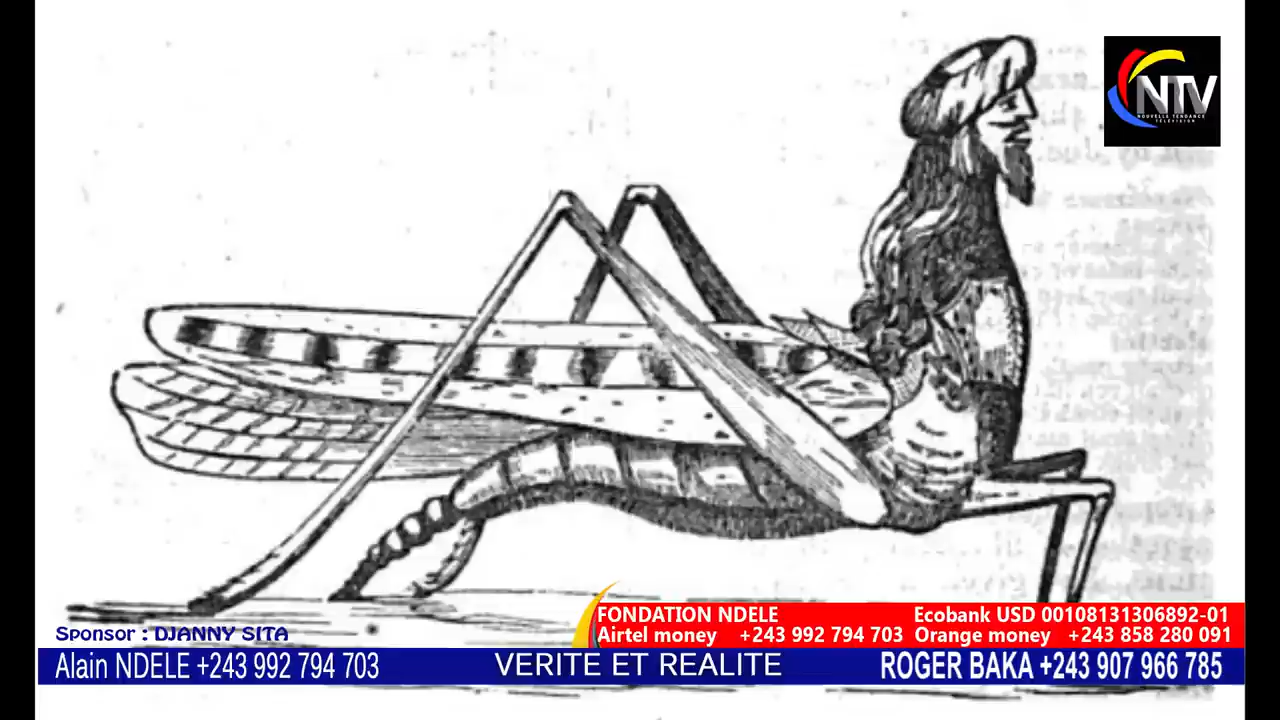 NTV
NOUVELLE TENDANCE
TELEVISION
FONDATION NDELE Ecobank USD 00108131306892-01
Airtel money +243 992 794 703 Orange money +243 858 280 091
Sponsor : DJANNY SITA
Alain NDELE +243 992 794 703 VERITE ET REALITE ROGER BAKA +243 907 966 785